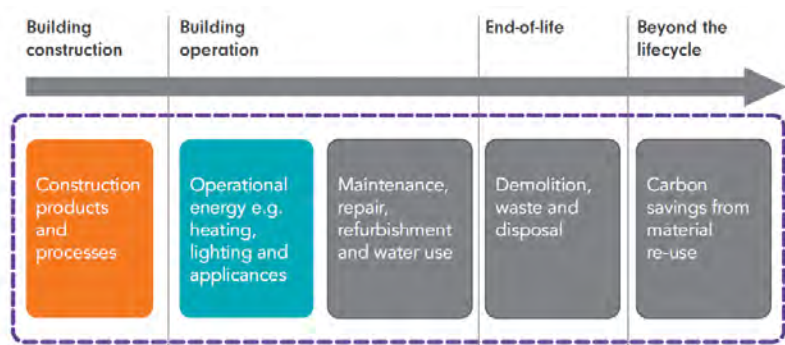 Building
construction
Building
operation
End-of-life
Beyond the
lifecycle
Construction
products
and
processes
Operational
energy e.g.
heating,
lighting and
applicances
Maintenance,
repair,
refurbishment
and water use
Demolition,
waste and
disposal
Carbon
savings from
material
re-use